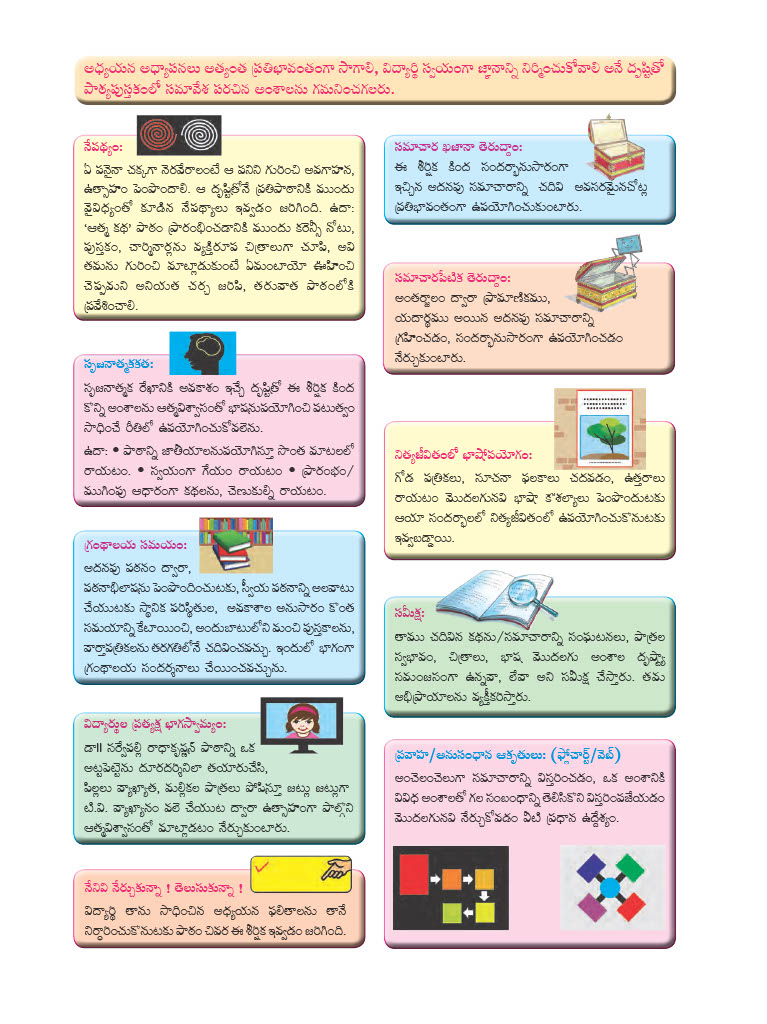 అధ్యయన అధ్యాపనలు అత్యంత ప్రతిభావంతంగా సాగాలి, విద్యార్థి స్వయంగా జ్ఞానాన్ని నిర్మించుకోవాలి అనే దృష్టితో
పాఠ్యపుస్తకంలో సమావేశ పరచిన అంశాలను గమనించగలరు.
నేపథ్యం:
ఏ పనైనా చక్కగా నెరవేరాలంటే ఆ పనిని గురించి అవగాహన,
ఉత్సాహం పెంపొందాలి. ఆ దృష్టితోనే ప్రతిపాఠానికి ముందు
వైవిధ్యంతో కూడిన నేపథ్యాలు ఇవ్వడం జరిగింది. ఉదా:
‘ఆత్మ కథ’ పాఠం ప్రారంభించడానికి ముందు కరెన్సీ నోటు,
పుస్తకం, చార్మినార్లను వ్యక్తిరూప చిత్రాలుగా చూపి, అవి
తమను గురించి మాట్లాడుకుంటే ఏమంటాయో ఊహించి
చెప్పమని అనియత చర్చ జరిపి, తరువాత పాఠంలోకి
ప్రవేశించాలి.
సృజనాత్మకత:
సృజనాత్మక రేఖానికి అవకాశం ఇచ్చే దృష్టితో ఈ శీర్షిక కింద
కొన్ని అంశాలను ఆత్మవిశ్వాసంతో భాషనుపయోగించి పటుత్వం
సాధించే రీతిలో ఉపయోగించుకోవలెను.
ఉదా: • పాఠాన్ని జాతీయాలనుపయోగిస్తూ సొంత మాటలలో
రాయటం. • స్వయంగా గేయం రాయటం • ప్రారంభం/
ముగింపు ఆధారంగా కథలను, చెణుకుల్ని రాయటం.
గ్రంథాలయ సమయం:
అదనపు పఠనం ద్వారా,
పఠనాభిలాషను పెంపొందించుటకు, స్వీయ పఠనాన్ని అలవాటు
చేయుటకు స్థానిక పరిస్థితుల, అవకాశాల అనుసారం కొంత
సమయాన్ని కేటాయించి, అందుబాటులోని మంచి పుస్తకాలను,
వార్తాపత్రికలను తరగతిలోనే చదివించవచ్చు. ఇందులో భాగంగా
గ్రంథాలయ సందర్శనాలు చేయించవచ్చును.
విద్యార్థుల ప్రత్యక్ష భాగస్వామ్యం:
డా॥ సర్వేపల్లి రాధాకృష్ణన్ పాఠాన్ని ఒక
అట్టపెట్టెను దూరదర్శినిలా తయారుచేసి,
పిల్లలు వ్యాఖ్యాత, మల్లికల పాత్రలు పోషిస్తూ జట్లు జట్లుగా
టి.వి. వ్యాఖ్యానం వలె చేయుట ద్వారా ఉత్సాహంగా పాల్గొని
ఆత్మవిశ్వాసంతో మాట్లాడటం నేర్చుకుంటారు.
నేనివి నేర్చుకున్నా ! తెలుసుకున్నా !
విద్యార్థి తాను సాధించిన అధ్యయన ఫలితాలను తానే
నిర్ధారించుకొనుటకు పాఠం చివర ఈ శీర్షిక ఇవ్వడం జరిగింది.
సమాచార ఖజానా తెరుద్దాం:
ఈ శీర్షిక కింద సందర్భానుసారంగా
ఇచ్చిన అదనపు సమాచారాన్ని చదివి అవసరమైనచోట్ల
ప్రతిభావంతంగా ఉపయోగించుకుంటారు.
సమాచారపేటిక తెరుద్దాం:
అంతర్జాలం ద్వారా ప్రామాణికము,
యదార్థము అయిన అదనపు సమాచారాన్ని
గ్రహించడం, సందర్భానుసారంగా ఉపయోగించడం
నేర్చుకుంటారు.
నిత్యజీవితంలో భాషోపయోగం:
గోడ పత్రికలు, సూచనా ఫలకాలు చదవడం, ఉత్తరాలు
రాయటం మొదలగునవి భాషా కౌశల్యాలు పెంపొందుటకు
ఆయా సందర్భాలలో నిత్యజీవితంలో ఉపయోగించుకొనుటకు
ఇవ్వబడ్డాయి.
సమీక్ష:
తాము చదివిన కథను/సమాచారాన్ని సంఘటనలు, పాత్రల
స్వభావం, చిత్రాలు, భాష మొదలగు అంశాల దృష్ట్యా
సమంజసంగా ఉన్నవా, లేవా అని సమీక్ష చేస్తారు. తమ
అభిప్రాయాలను వ్యక్తీకరిస్తారు.
ప్రవాహ/అనుసంధాన ఆకృతులు: (ఫ్లోచార్ట్/వెబ్)
అంచెలంచెలుగా సమాచారాన్ని విస్తరించడం, ఒక అంశానికి
వివిధ అంశాలతో గల సంబంధాన్ని తెలిసికొని విస్తరింపజేయడం
మొదలగునవి నేర్చుకోవడం వీటి ప్రధాన ఉద్దేశ్యం.